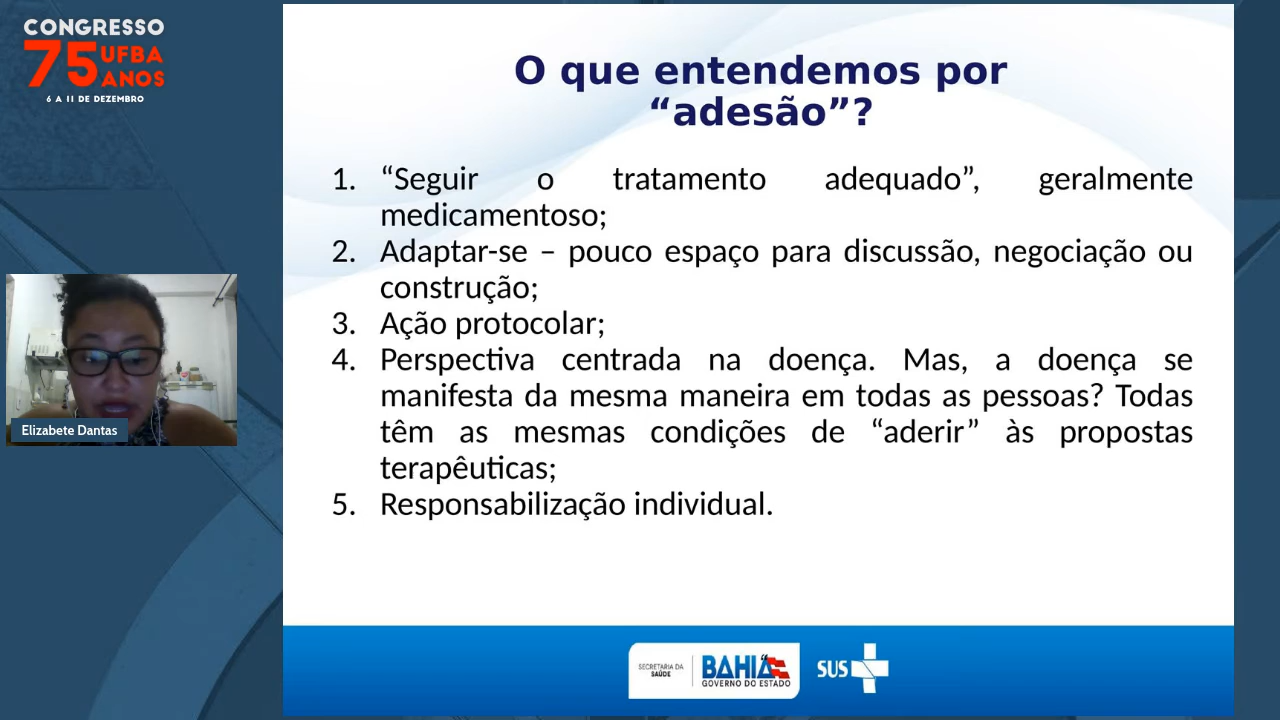 CONGRESSO
75 UFBA
ANOS
6 A 11 DE DEZEMBRO
O que entendemos por
“adesão”?
1. “Seguir o tratamento adequado”, geralmente
medicamentoso;
2. Adaptar-se – pouco espaço para discussão, negociação ou
construção;
3. Ação protocolar;
4. Perspectiva centrada na doença. Mas, a doença se
manifesta da mesma maneira em todas as pessoas? Todas
têm as mesmas condições de “aderir” às propostas
terapêuticas;
5. Responsabilização individual.
Elizabete Dantas
SECRETARIA DA
SAÚDE
BAHIA
GOVERNO DO ESTADO
SUS